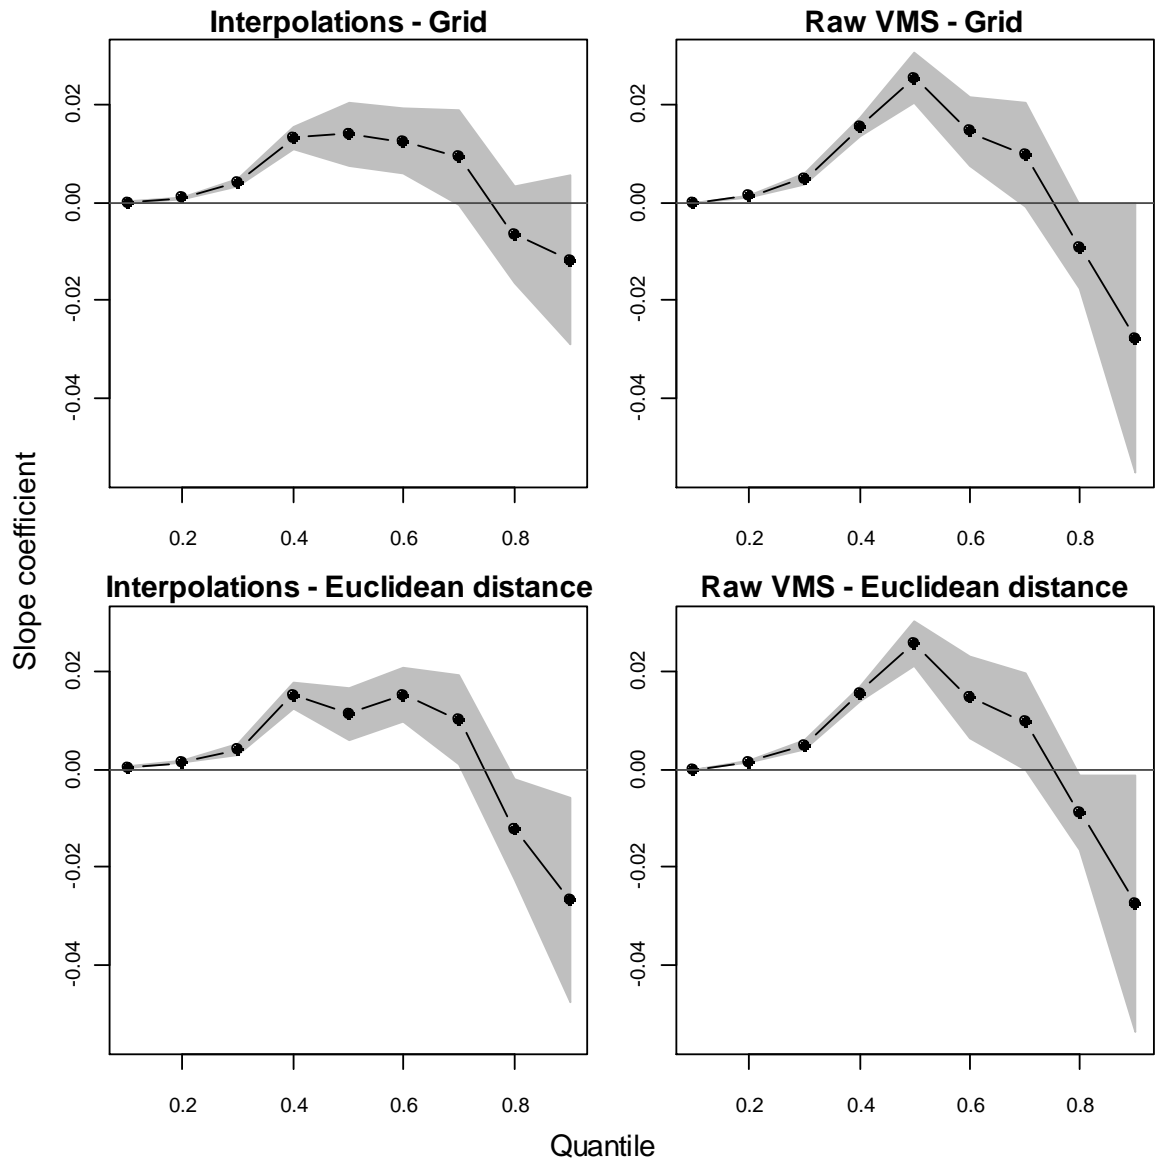 Interpolations - Grid
Raw VMS - Grid
0.02
0.00
-0.02
-0.04
0.2 0.4 0.6 0.8
0.02
0.00
-0.02
-0.04
0.2 0.4 0.6 0.8
Slope coefficient
Interpolations - Euclidean distance
Raw VMS - Euclidean distance
0.02
0.00
-0.02
-0.04
0.2 0.4 0.6 0.8
0.02
0.00
-0.02
-0.04
0.2 0.4 0.6 0.8
Quantile